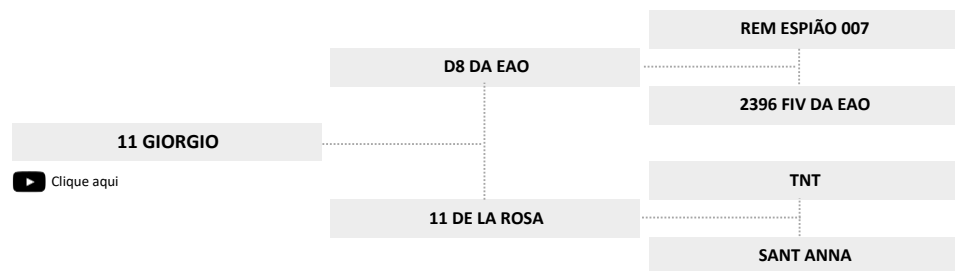 REM ESPIÃO 007
D8 DA EAO
2396 FIV DA EAO
11 GIORGIO
Clique aqui
TNT
11 DE LA ROSA
SANT ANNA